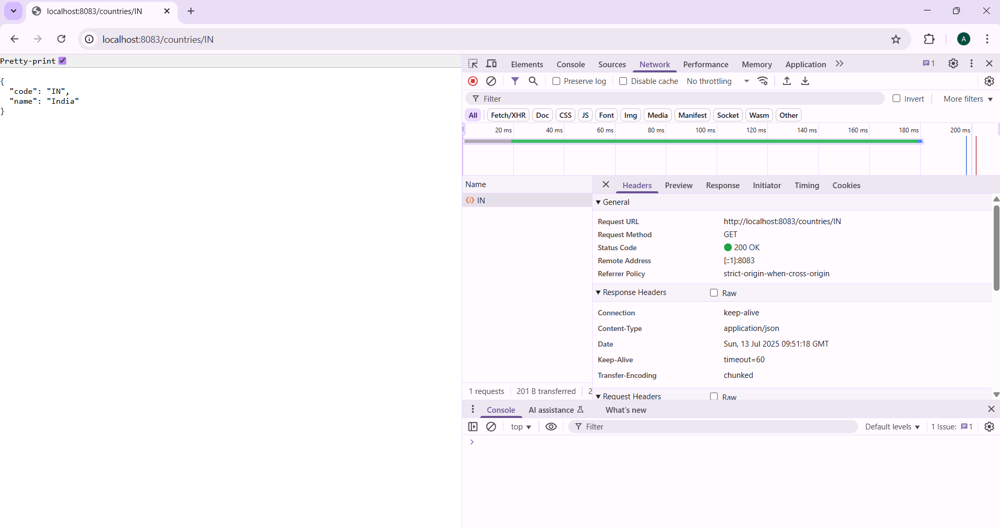 localhost:8083/countries/IN
localhost:8083/countries/IN
A
Pretty-print
{
  "code": "IN",
  "name": "India"
}
Elements Console Sources Network Performance Memory Application 1
Preserve log Disable cache No throttling
Filter Invert More filters
All Fetch/XHR Doc CSS JS Font Img Media Manifest Socket Wasm Other
20 ms 40 ms 60 ms 80 ms 100 ms 120 ms 140 ms 160 ms 180 ms 200 ms
Name
IN
1 requests 201 B transferred 2
Headers Preview Response Initiator Timing Cookies
General
Request URL http://localhost:8083/countries/IN
Request Method GET
Status Code 200 OK
Remote Address [::1]:8083
Referrer Policy strict-origin-when-cross-origin
Response Headers Raw
Connection keep-alive
Content-Type application/json
Date Sun, 13 Jul 2025 09:51:18 GMT
Keep-Alive timeout=60
Transfer-Encoding chunked
Request Headers Raw
Console AI assistance What's new
top Filter Default levels 1 Issue: 1